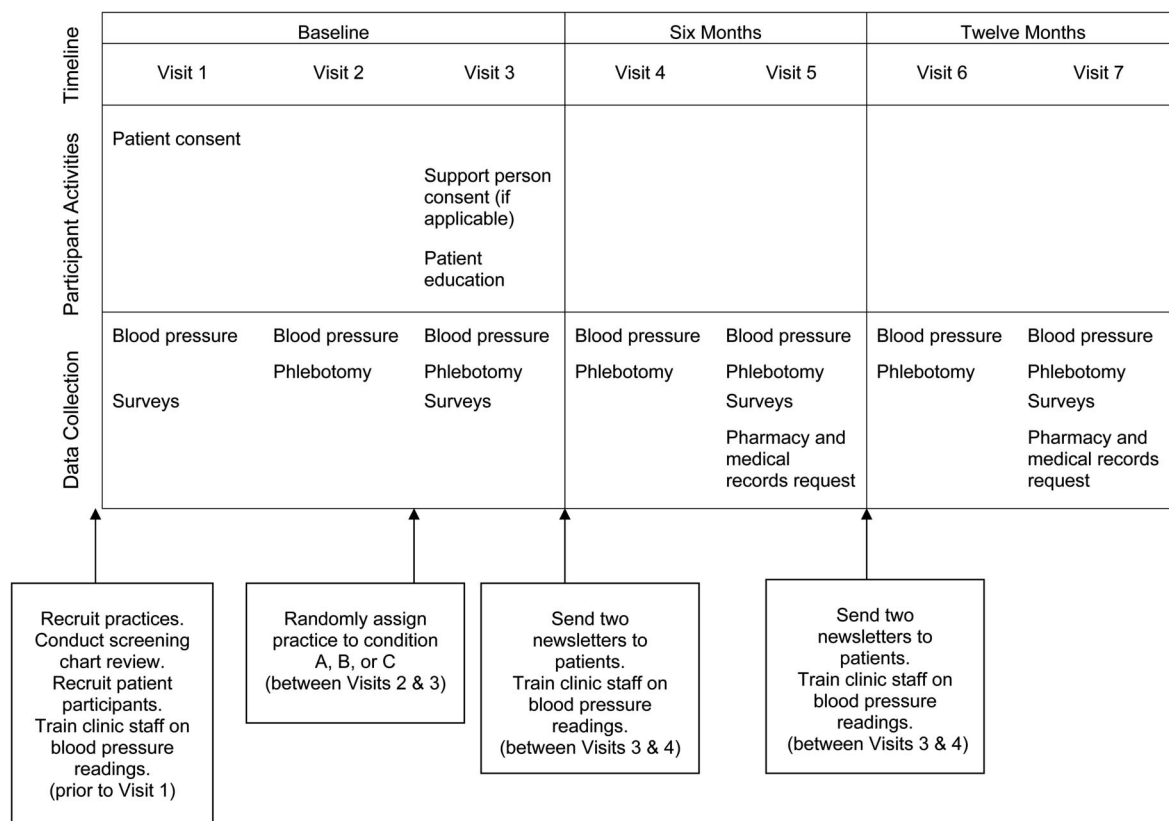 Timeline
Baseline
Six Months
Twelve Months
Visit 1
Visit 2
Visit 3
Visit 4
Visit 5
Visit 6
Visit 7
Participant Activities
Patient consent
Support person
consent (if
applicable)
Patient
education
Data Collection
Blood pressure
Blood pressure
Blood pressure
Blood pressure
Blood pressure
Blood pressure
Blood pressure
Phlebotomy
Phlebotomy
Phlebotomy
Phlebotomy
Phlebotomy
Phlebotomy
Surveys
Surveys
Surveys
Surveys
Pharmacy and
medical
records request
Pharmacy and
medical records
request
Recruit practices.
Conduct screening
chart review.
Recruit patient
participants.
Train clinic staff on
blood pressure
readings.
(prior to Visit 1)
Randomly assign
practice to condition
A, B, or C
(between Visits 2 & 3)
Send two
newsletters to
patients.
Train clinic staff on
blood pressure
readings.
(between Visits 3 & 4)
Send two
newsletters to
patients.
Train clinic staff on
blood pressure
readings.
(between Visits 3 & 4)